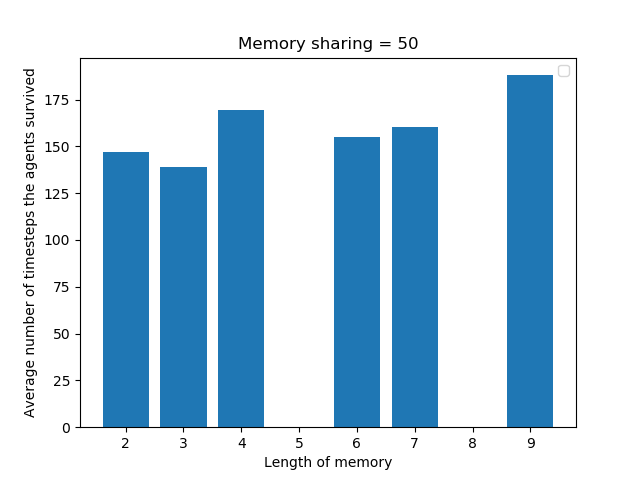 Memory sharing = 50
Average number of timesteps the agents survived
175
150
125
100
75
50
25
0
2 3 4 5 6 7 8 9
Length of memory